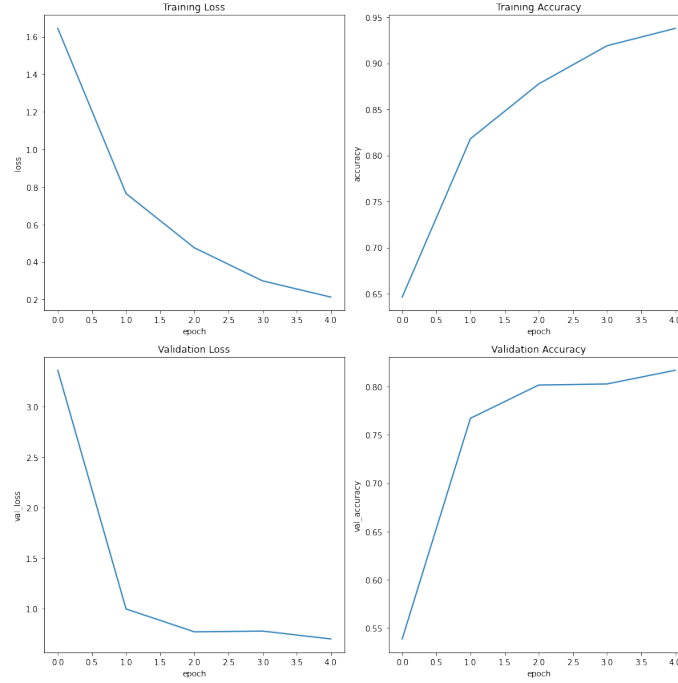 Training Loss
1.6
1.4
1.2
1.0
0.8
0.6
0.4
0.2
loss
0.0 0.5 1.0 1.5 2.0 2.5 3.0 3.5 4.0
epoch
Training Accuracy
0.95
0.90
0.85
0.80
0.75
0.70
0.65
accuracy
0.0 0.5 1.0 1.5 2.0 2.5 3.0 3.5 4.0
epoch
Validation Loss
3.0
2.5
2.0
1.5
1.0
val_loss
0.0 0.5 1.0 1.5 2.0 2.5 3.0 3.5 4.0
epoch
Validation Accuracy
0.80
0.75
0.70
0.65
0.60
0.55
val_accuracy
0.0 0.5 1.0 1.5 2.0 2.5 3.0 3.5 4.0
epoch